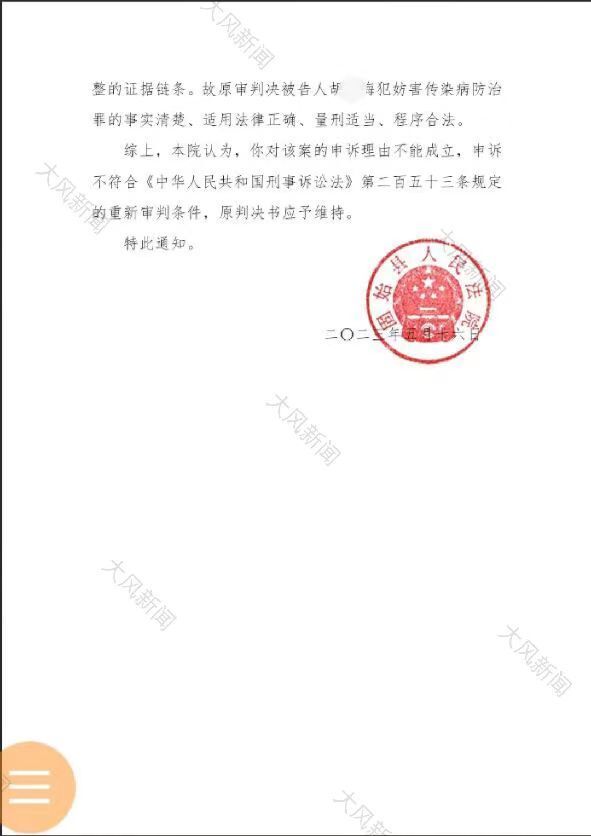 整的证据链条。故原审判决被告人胡 海犯妨害传染病防治
罪的事实清楚、适用法律正确、量刑适当、程序合法。
综上，本院认为，你对该案的申诉理由不能成立，申诉
不符合《中华人民共和国刑事诉讼法》第二百五十三条规定
的重新审判条件，原判决书应予维持。
特此通知。
固始县人民法院
二〇二三年五月十六日
大风新闻
大风新闻
大风新闻
大风新闻
大风新闻
大风新闻
大风新闻